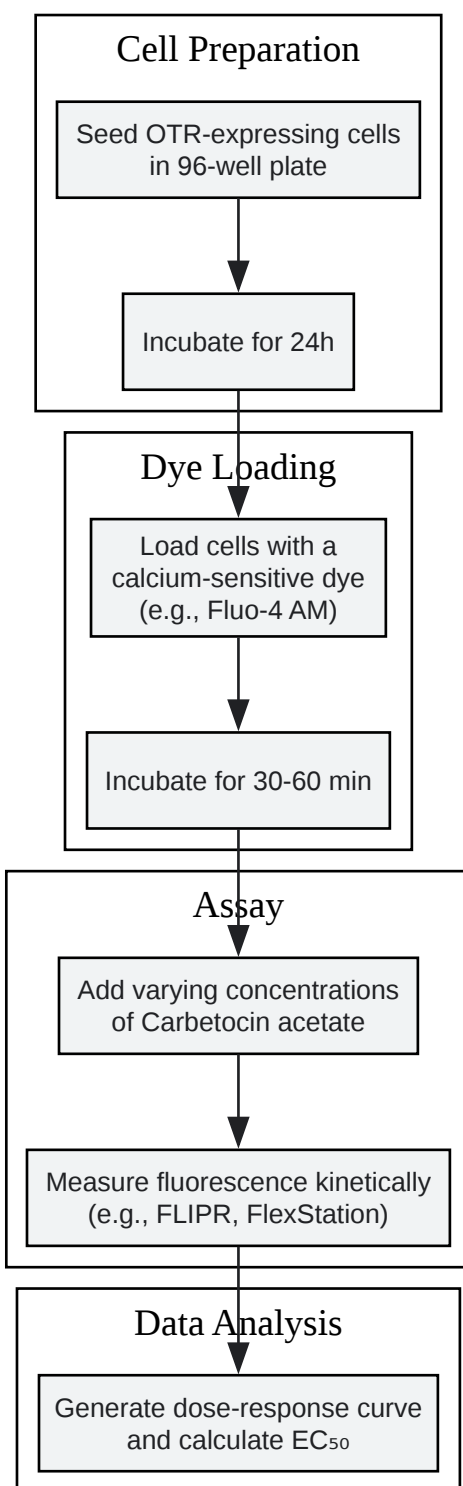 Cell Preparation
Seed OTR-expressing cells
in 96-well plate
Incubate for 24h
Dye Loading
Load cells with a
calcium-sensitive dye
(e.g., Fluo-4 AM)
Incubate for 30-60 min
Assay
Add varying concentrations
of Carbetocin acetate
Measure fluorescence kinetically
(e.g., FLIPR, FlexStation)
Data Analysis
Generate dose-response curve
and calculate EC₅₀